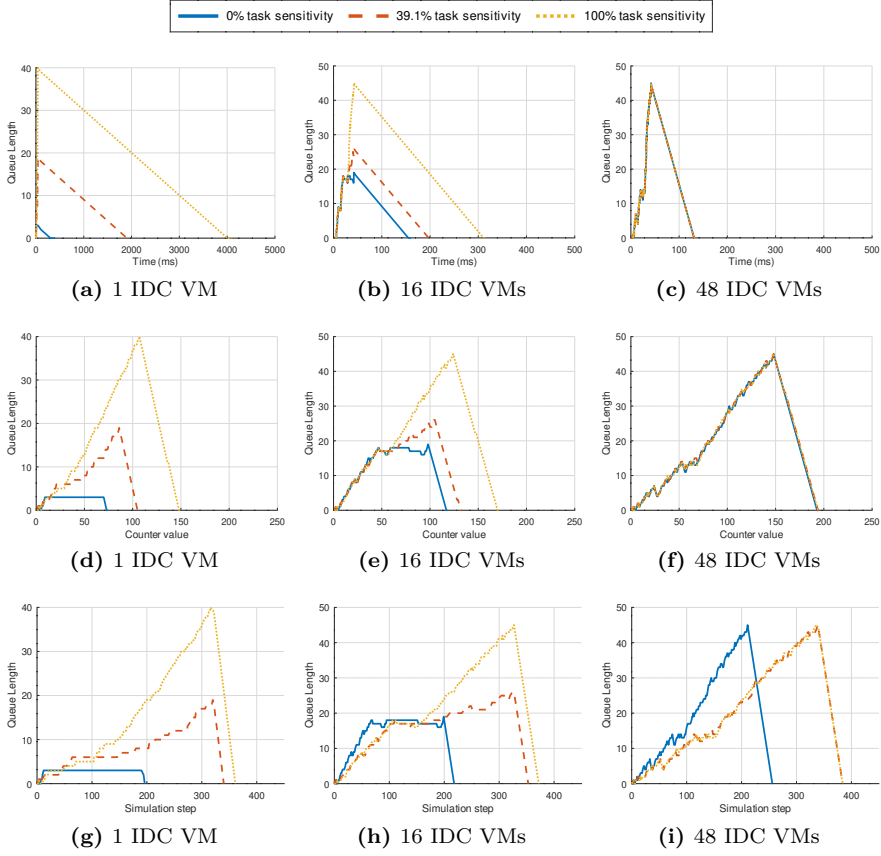 0% task sensitivity 39.1% task sensitivity 100% task sensitivity
Queue Length
40
30
20
10
0
0 1000 2000 3000 4000 5000
Time (ms)
(a) 1 IDC VM
Queue Length
50
40
30
20
10
0
0 100 200 300 400 500
Time (ms)
(b) 16 IDC VMs
Queue Length
50
40
30
20
10
0
0 100 200 300 400 500
Time (ms)
(c) 48 IDC VMs
Queue Length
40
30
20
10
0
0 50 100 150 200 250
Counter value
(d) 1 IDC VM
Queue Length
50
40
30
20
10
0
0 50 100 150 200 250
Counter value
(e) 16 IDC VMs
Queue Length
50
40
30
20
10
0
0 50 100 150 200 250
Counter value
(f) 48 IDC VMs
Queue Length
40
30
20
10
0
0 100 200 300 400
Simulation step
(g) 1 IDC VM
Queue Length
50
40
30
20
10
0
0 100 200 300 400
Simulation step
(h) 16 IDC VMs
Queue Length
50
40
30
20
10
0
0 100 200 300 400
Simulation step
(i) 48 IDC VMs